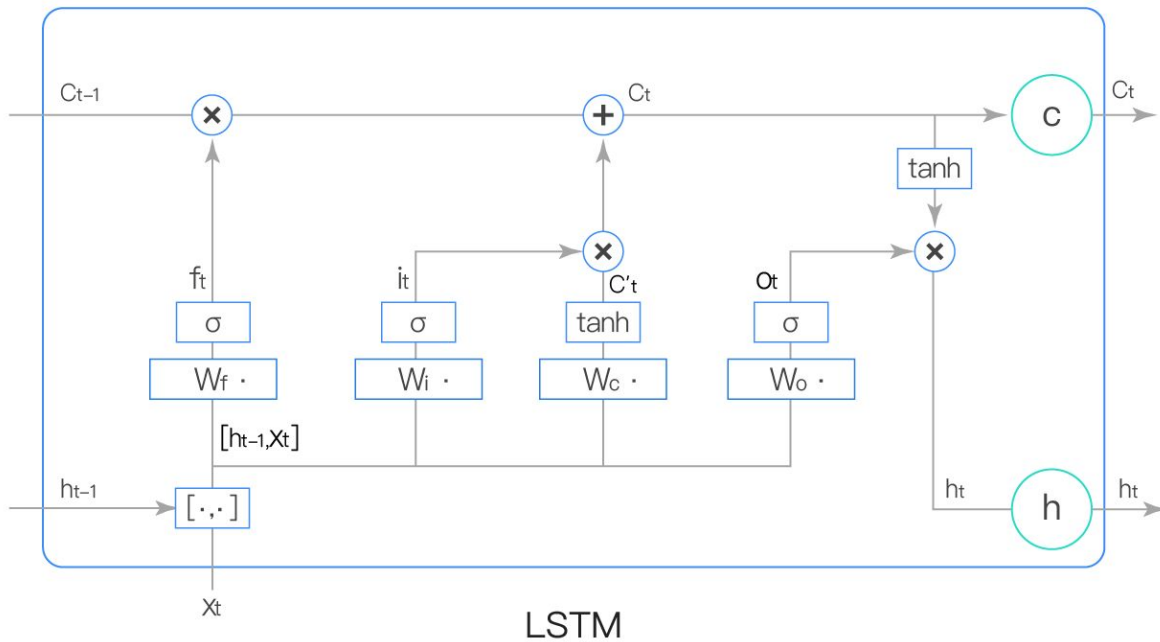 Ct-1
Ct
c
Ct
tanh
ft
it
C't
Ot
σ
σ
tanh
σ
Wf ·
Wi ·
Wc ·
Wo ·
[ht-1,Xt]
ht-1
[·,·]
ht
h
ht
Xt
LSTM